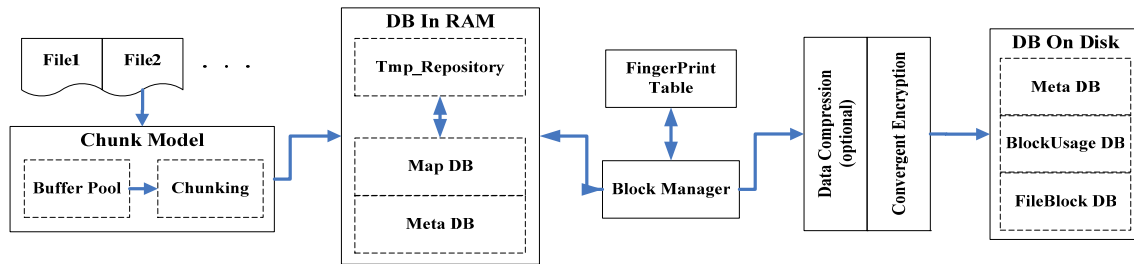 File1
File2
. . .
Chunk Model
Buffer Pool
Chunking
DB In RAM
Tmp_Repository
Map DB
Meta DB
FingerPrint
Table
Block Manager
Data Compression
(optional)
Convergent Encryption
DB On Disk
Meta DB
BlockUsage DB
FileBlock DB